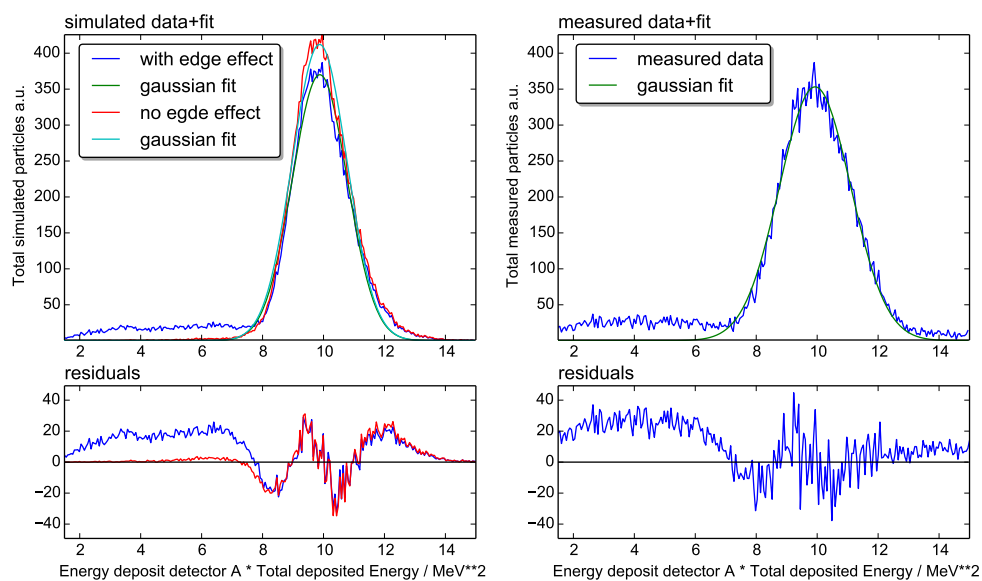 simulated data+fit
400
350
300
250
200
150
100
50
Total simulated particles a.u.
with edge effect
gaussian fit
no egde effect
gaussian fit
2 4 6 8 10 12 14
residuals
40
20
0
−20
−40
2 4 6 8 10 12 14
Energy deposit detector A * Total deposited Energy / MeV**2
measured data+fit
400
350
300
250
200
150
100
50
Total measured particles a.u.
measured data
gaussian fit
2 4 6 8 10 12 14
residuals
40
20
0
−20
−40
2 4 6 8 10 12 14
Energy deposit detector A * Total deposited Energy / MeV**2